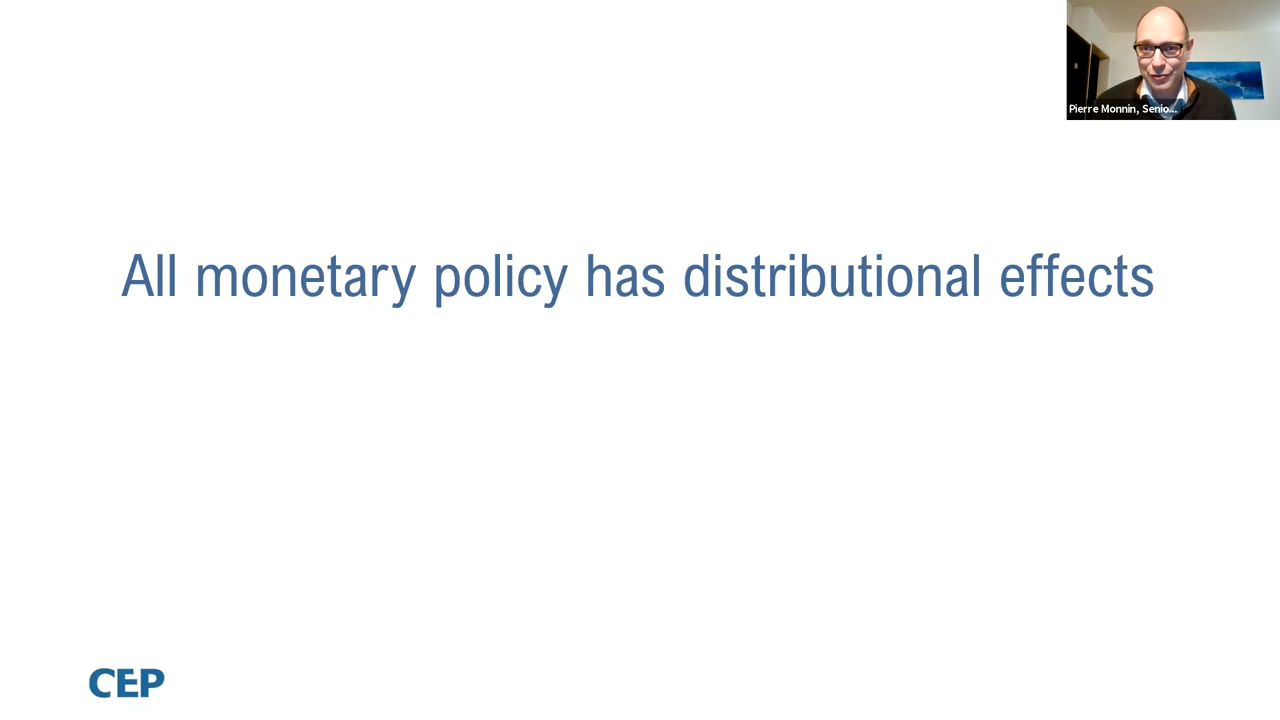 Pierre Monnin, Senio...
All monetary policy has distributional effects
CEP